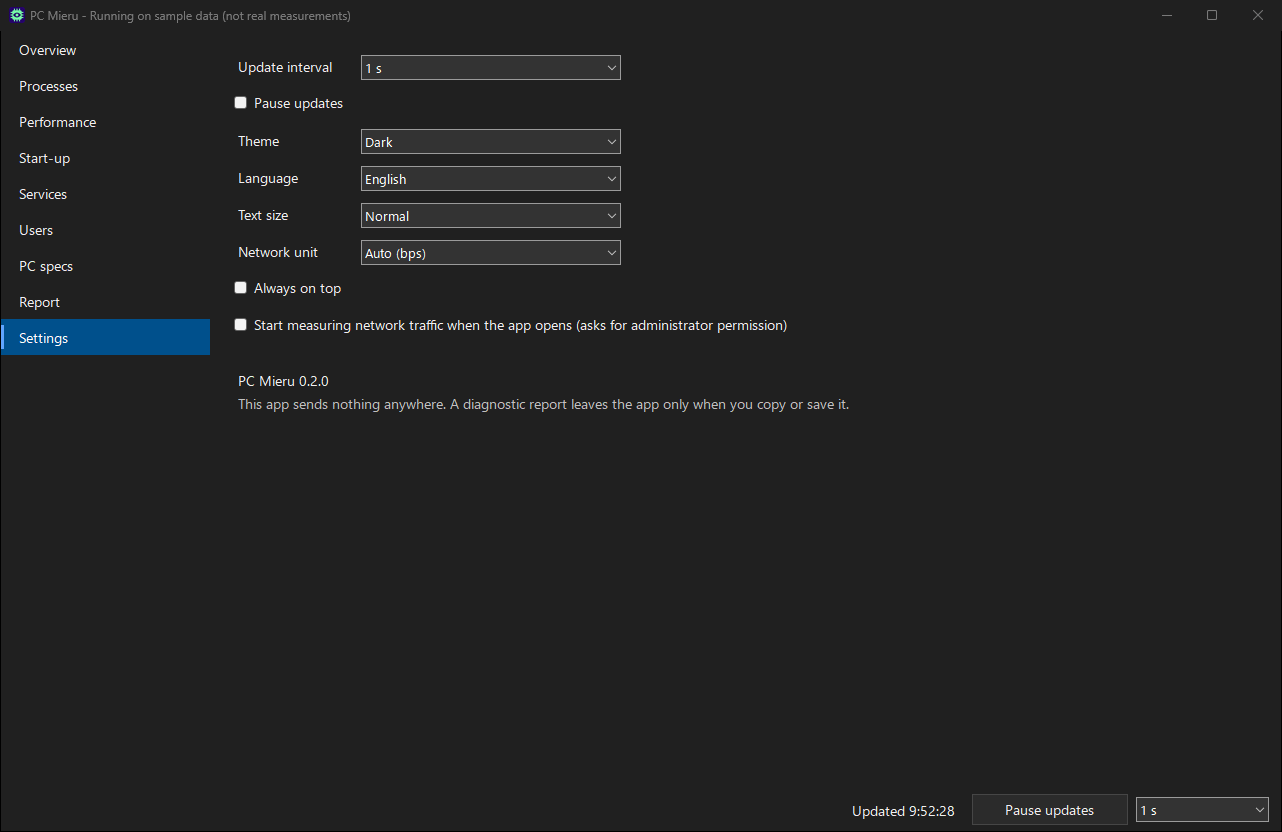 PC Mieru - Running on sample data (not real measurements)
Overview
Processes
Performance
Start-up
Services
Users
PC specs
Report
Settings
Update interval 1 s
Pause updates
Theme Dark
Language English
Text size Normal
Network unit Auto (bps)
Always on top
Start measuring network traffic when the app opens (asks for administrator permission)
PC Mieru 0.2.0
This app sends nothing anywhere. A diagnostic report leaves the app only when you copy or save it.
Updated 9:52:28 Pause updates 1 s